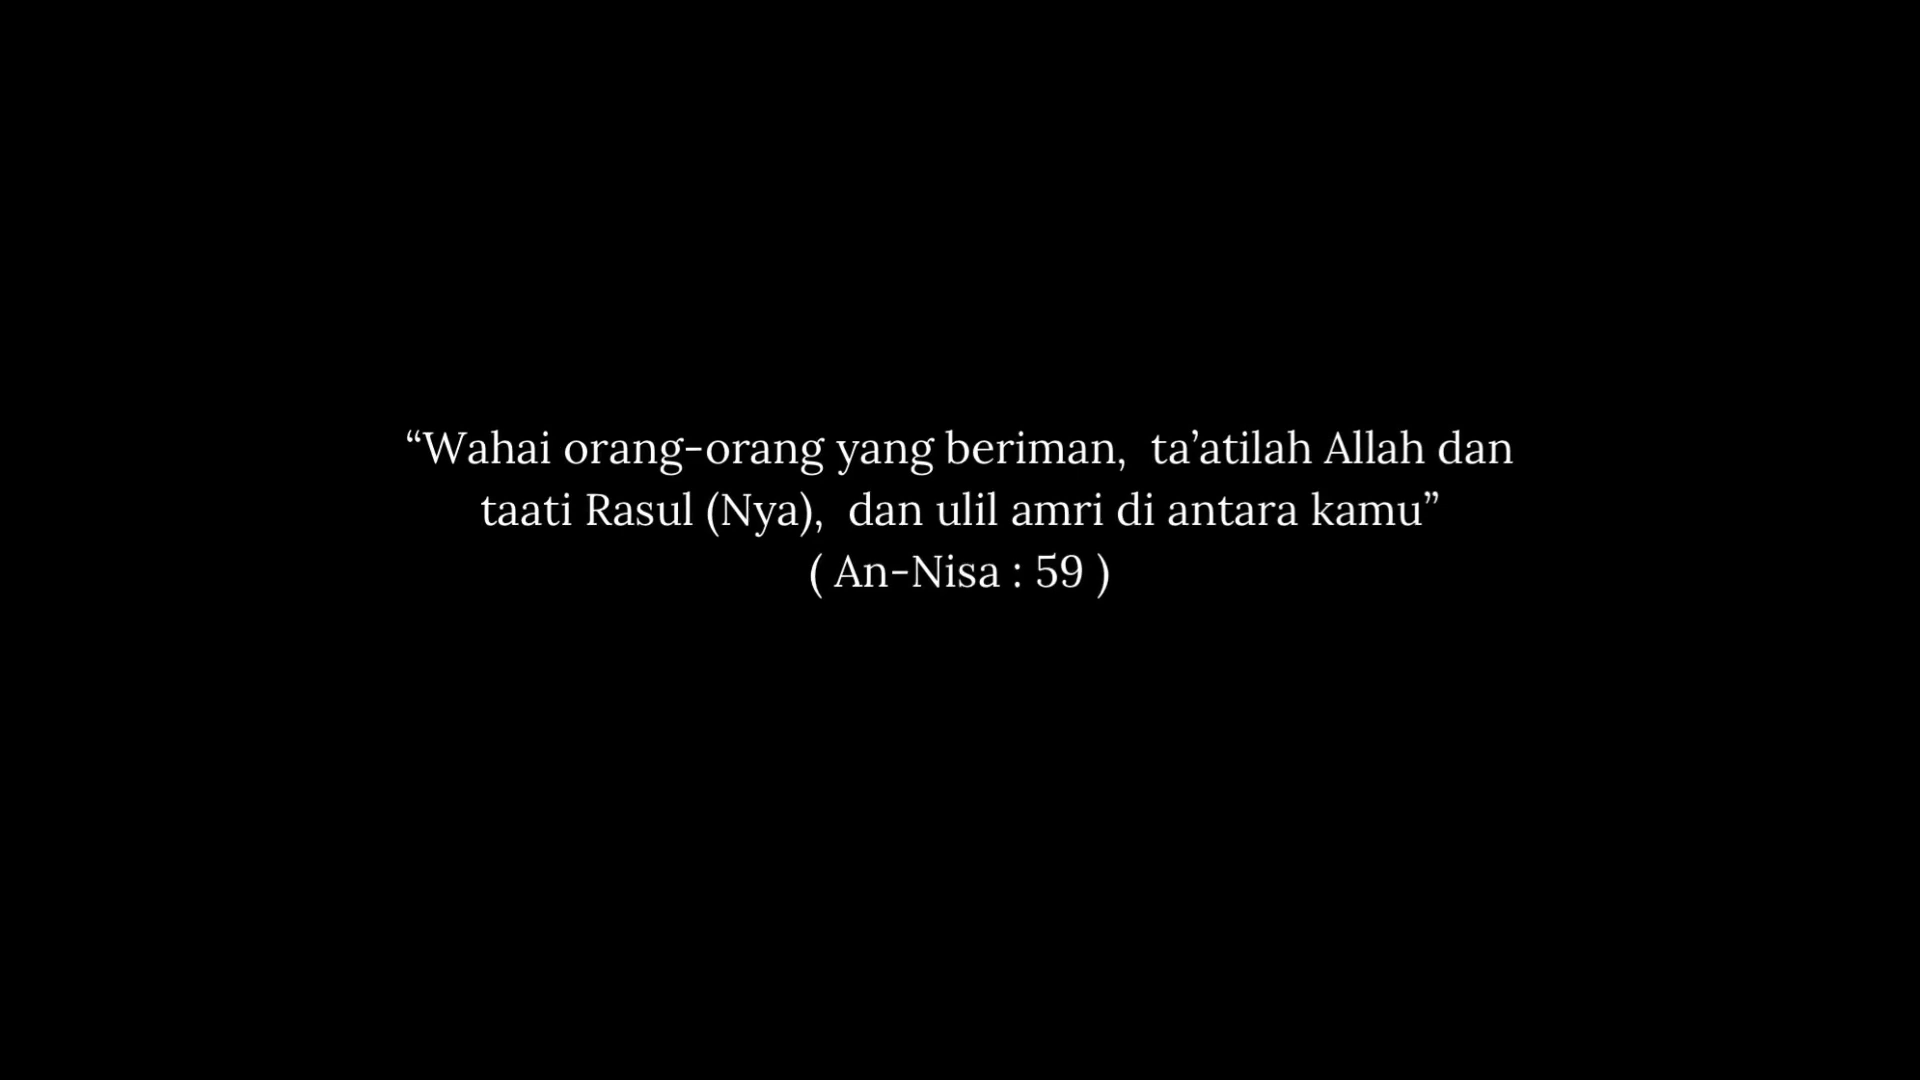 “Wahai orang-orang yang beriman,  ta’atilah Allah dan
taati Rasul (Nya),  dan ulil amri di antara kamu”
( An-Nisa : 59 )